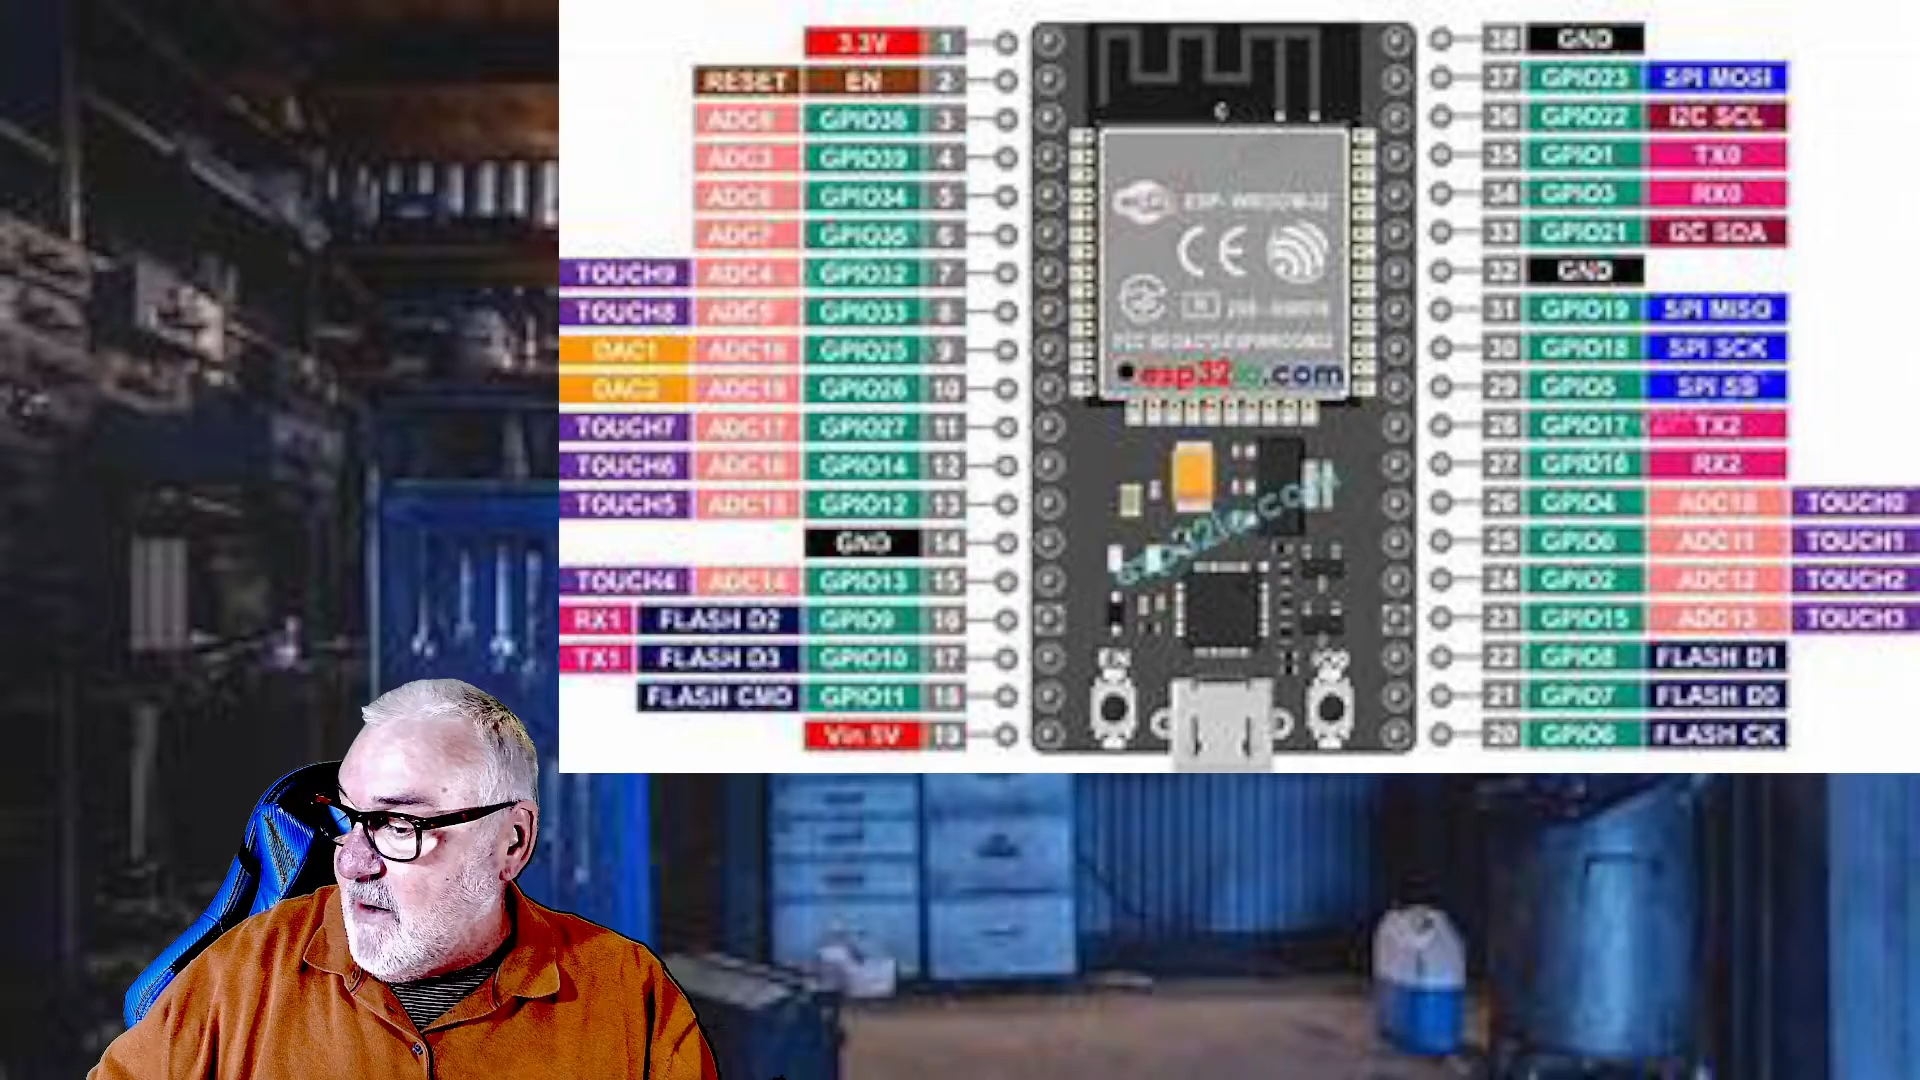 3.3V 1
RESET EN 2
ADC0 GPIO36 3
ADC3 GPIO39 4
ADC6 GPIO34 5
ADC7 GPIO35 6
TOUCH9 ADC4 GPIO32 7
TOUCH8 ADC5 GPIO33 8
DAC1 ADC18 GPIO25 9
DAC2 ADC19 GPIO26 10
TOUCH7 ADC17 GPIO27 11
TOUCH6 ADC16 GPIO14 12
TOUCH5 ADC15 GPIO12 13
GND 14
TOUCH4 ADC14 GPIO13 15
RX1 FLASH D2 GPIO9 16
TX1 FLASH D3 GPIO10 17
FLASH CMD GPIO11 18
Vin 5V 19
ESP-WROOM-32
CE
esp32io.com
esp32io.com
EN
38 GND
37 GPIO23 SPI MOSI
36 GPIO22 I2C SCL
35 GPIO1 TX0
34 GPIO3 RX0
33 GPIO21 I2C SDA
32 GND
31 GPIO19 SPI MISO
30 GPIO18 SPI SCK
29 GPIO5 SPI SS
28 GPIO17 TX2
27 GPIO16 RX2
26 GPIO4 ADC10 TOUCH0
25 GPIO0 ADC11 TOUCH1
24 GPIO2 ADC12 TOUCH2
23 GPIO15 ADC13 TOUCH3
22 GPIO8 FLASH D1
21 GPIO7 FLASH D0
20 GPIO6 FLASH CK